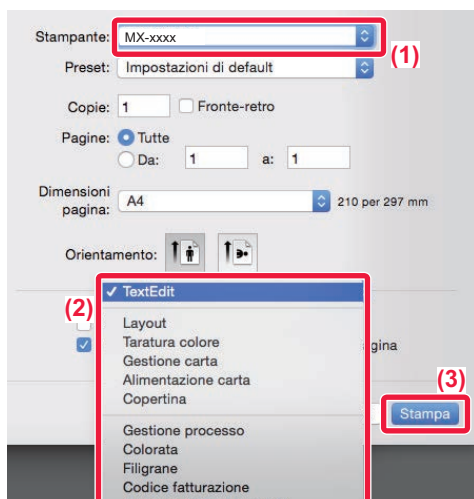 Stampante: MX-xxxx
(1)
Preset: Impostazioni di default
Copie: 1 Fronte-retro
Pagine: Tutte
Da: 1 a: 1
Dimensioni pagina: A4 210 per 297 mm
Orientamento:
(2)
✓ TextEdit
Layout
Taratura colore
gina
Gestione carta
Alimentazione carta
Copertina
(3)
Stampa
Gestione processo
Colorata
Filigrane
Codice fatturazione